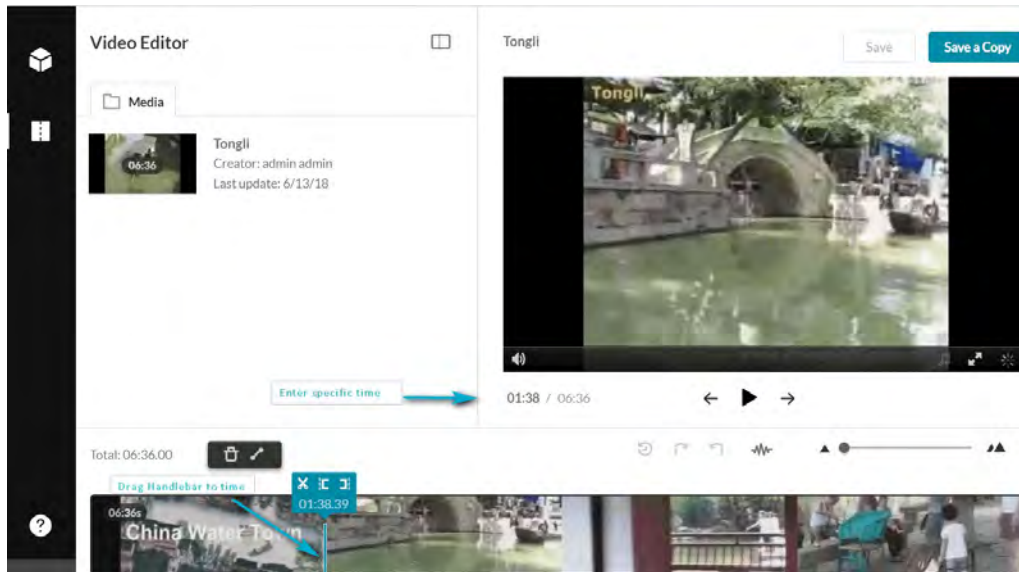 Video Editor
Media
06:36
Tongli
Creator: admin admin
Last update: 6/13/18
Tongli
Save
Save a Copy
Tongli
Enter specific time
01:38 / 06:36
Total: 06:36.00
Drag Handlebar to time
01:38.39
06:36s
China Water Town
?